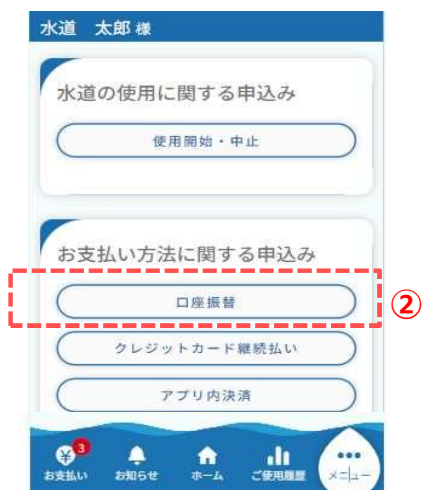 水道 太郎 様
水道の使用に関する申込み
使用開始・中止
お支払い方法に関する申込み
口座振替
②
クレジットカード継続払い
アプリ内決済
¥ 3
お支払い お知らせ ホーム ご使用履歴 メニュー